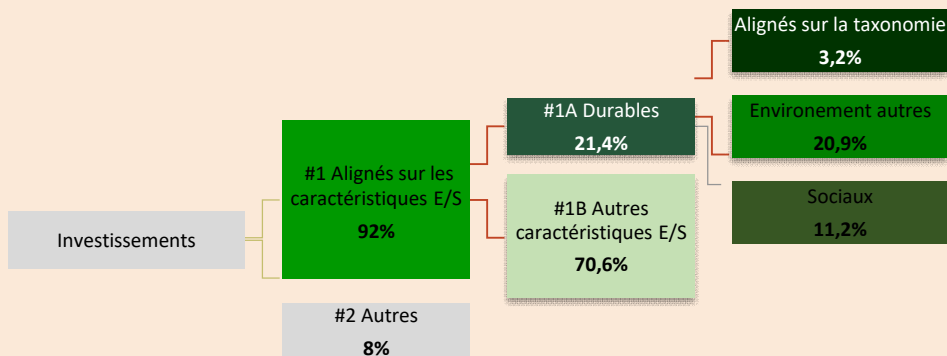 Investissements
#1 Alignés sur les
caractéristiques E/S
92%
#2 Autres
8%
#1A Durables
21,4%
#1B Autres
caractéristiques E/S
70,6%
Alignés sur la taxonomie
3,2%
Environement autres
20,9%
Sociaux
11,2%